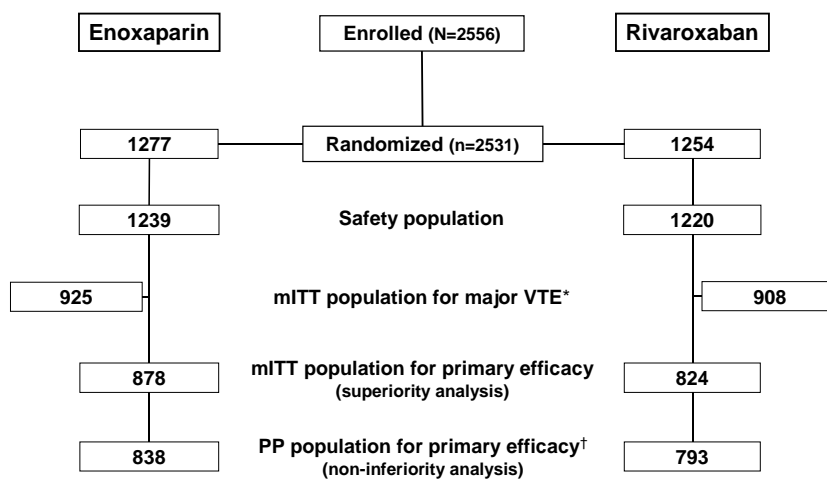 Enoxaparin
Enrolled (N=2556)
Rivaroxaban
1277
Randomized (n=2531)
1254
1239
Safety population
1220
925
mITT population for major VTE*
908
878
mITT population for primary efficacy
(superiority analysis)
824
838
PP population for primary efficacy†
(non-inferiority analysis)
793